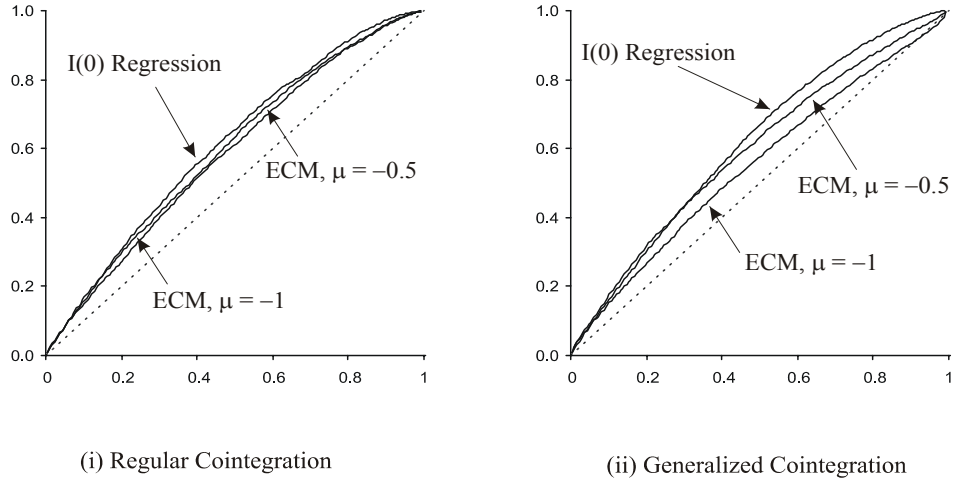 1.0
0.8
0.6
0.4
0.2
0.0
I(0) Regression
ECM, μ = –0.5
ECM, μ = –1
0 0.2 0.4 0.6 0.8 1
(i) Regular Cointegration
1.0
0.8
0.6
0.4
0.2
0.0
I(0) Regression
ECM, μ = –0.5
ECM, μ = –1
0 0.2 0.4 0.6 0.8 1
(ii) Generalized Cointegration